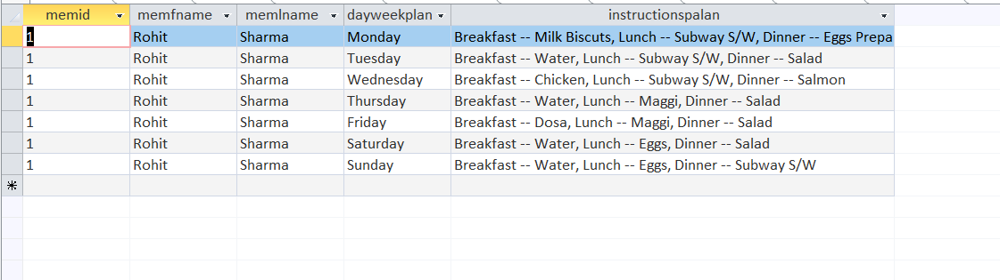 memid memfname memlname dayweekplan instructionspalan
1 Rohit Sharma Monday Breakfast -- Milk Biscuts, Lunch -- Subway S/W, Dinner -- Eggs Prepa
1 Rohit Sharma Tuesday Breakfast -- Water, Lunch -- Subway S/W, Dinner -- Salad
1 Rohit Sharma Wednesday Breakfast -- Chicken, Lunch -- Subway S/W, Dinner -- Salmon
1 Rohit Sharma Thursday Breakfast -- Water, Lunch -- Maggi, Dinner -- Salad
1 Rohit Sharma Friday Breakfast -- Dosa, Lunch -- Maggi, Dinner -- Salad
1 Rohit Sharma Saturday Breakfast -- Water, Lunch -- Eggs, Dinner -- Salad
1 Rohit Sharma Sunday Breakfast -- Water, Lunch -- Eggs, Dinner -- Subway S/W